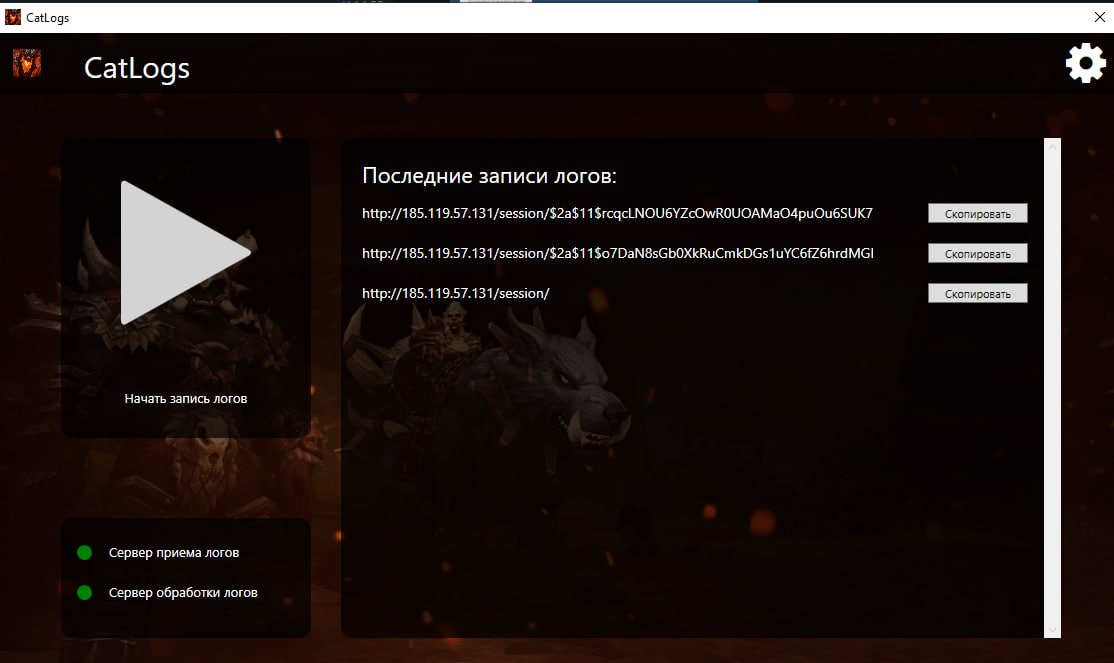 CatLogs
CatLogs
Начать запись логов
Сервер приема логов
Сервер обработки логов
Последние записи логов:
http://185.119.57.131/session/$2a$11$rcqcLNOU6YZcOwR0UOAMaO4puOu6SUK7
Скопировать
http://185.119.57.131/session/$2a$11$o7DaN8sGb0XkRuCmkDGs1uYC6fZ6hrdMGl
Скопировать
http://185.119.57.131/session/
Скопировать